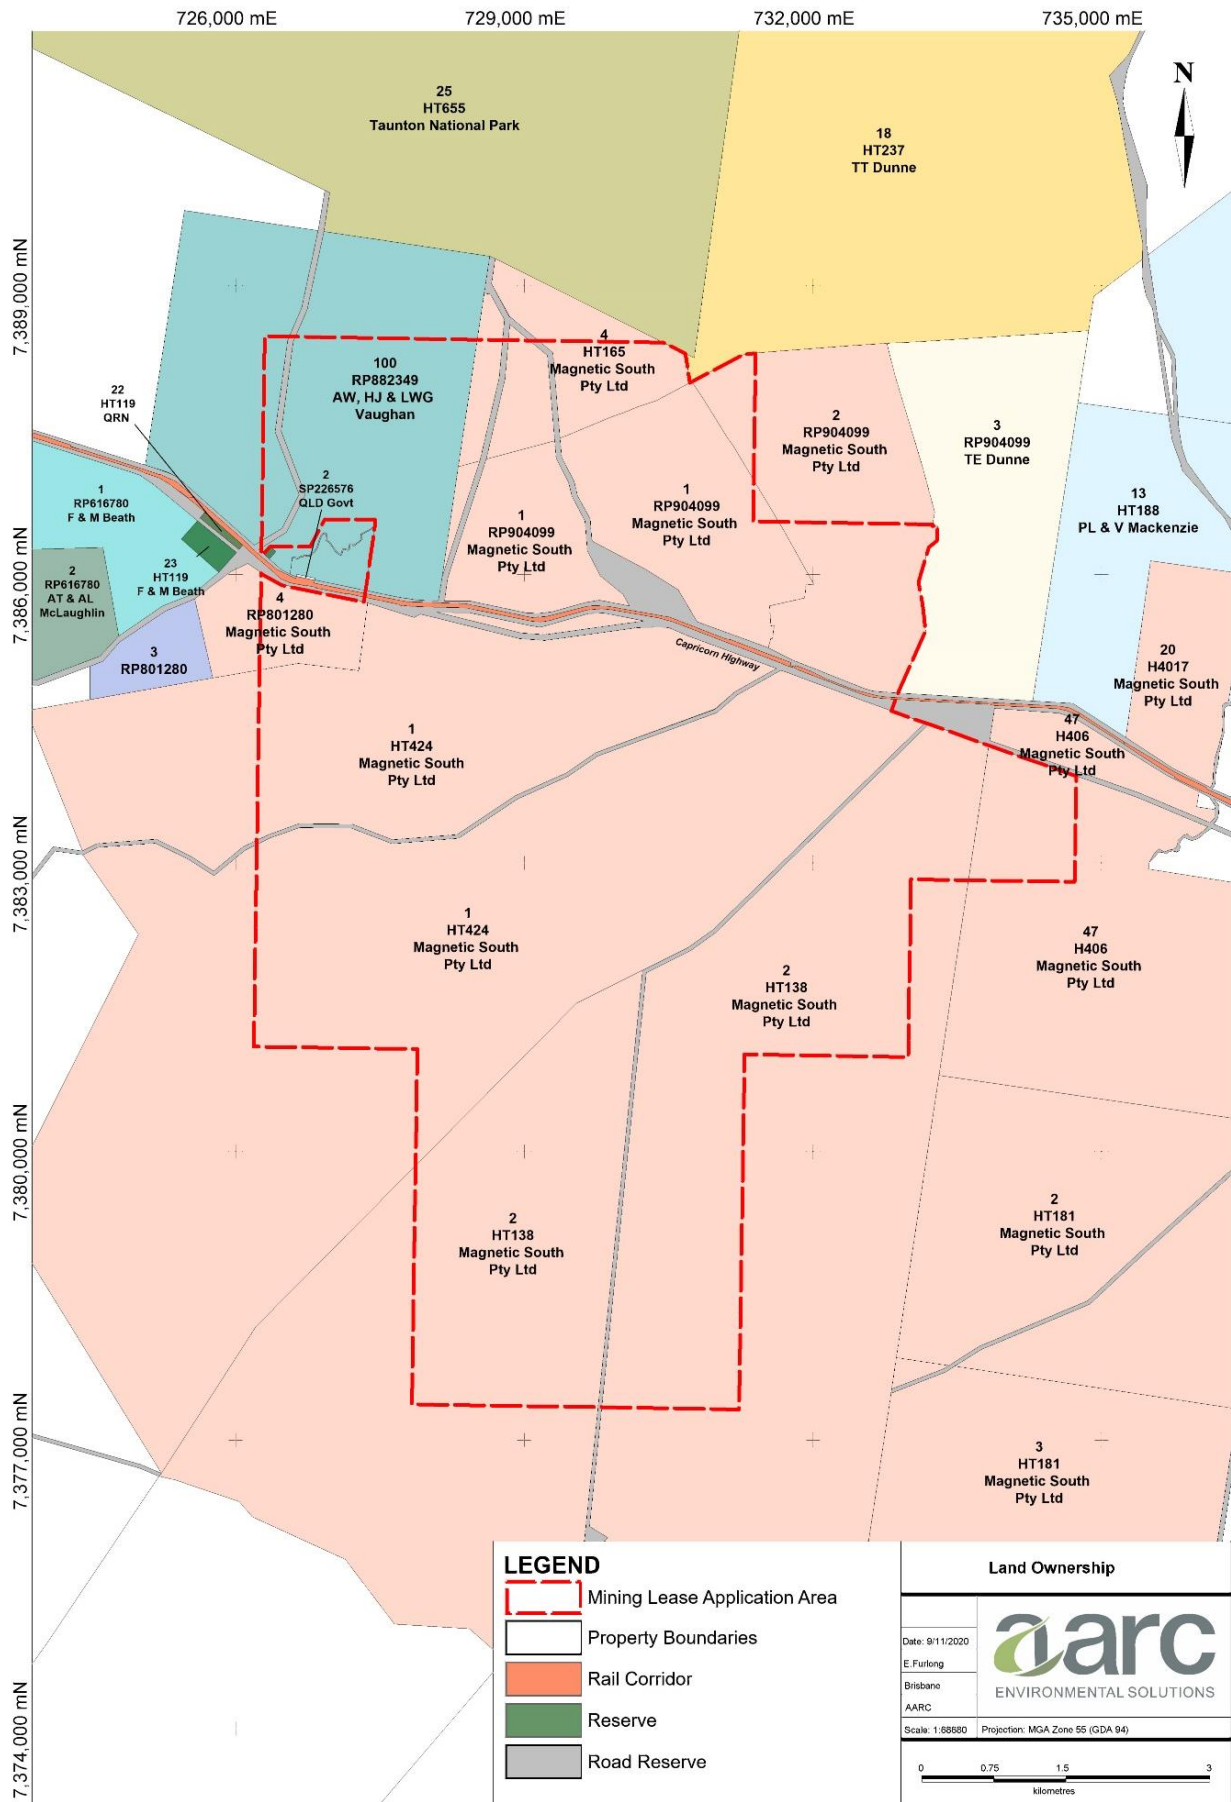 726,000 mE
729,000 mE
732,000 mE
735,000 mE
N
25
HT655
Taunton National Park
18
HT237
TT Dunne
7,389,000 mN
4
HT165
Magnetic South
Pty Ltd
100
RP882349
AW, HJ & LWG
Vaughan
22
HT119
QRN
2
RP904099
Magnetic South
Pty Ltd
3
RP904099
TE Dunne
2
SP226576
QLD Govt
1
RP616780
F & M Beath
1
RP904099
Magnetic South
Pty Ltd
1
RP904099
Magnetic South
Pty Ltd
13
HT188
PL & V Mackenzie
7,386,000 mN
23
HT119
F & M Beath
2
RP616780
AT & AL
McLaughlin
4
RP801280
Magnetic South
Pty Ltd
3
RP801280
Capricorn Highway
20
H4017
Magnetic South
Pty Ltd
47
H406
Magnetic South
Pty Ltd
1
HT424
Magnetic South
Pty Ltd
7,383,000 mN
1
HT424
Magnetic South
Pty Ltd
47
H406
Magnetic South
Pty Ltd
2
HT138
Magnetic South
Pty Ltd
7,380,000 mN
2
HT138
Magnetic South
Pty Ltd
2
HT181
Magnetic South
Pty Ltd
7,377,000 mN
3
HT181
Magnetic South
Pty Ltd
7,374,000 mN
LEGEND
Mining Lease Application Area
Property Boundaries
Rail Corridor
Reserve
Road Reserve
Land Ownership
Date: 9/11/2020
E.Furlong
Brisbane
AARC
aarc
ENVIRONMENTAL SOLUTIONS
Scale: 1:68680
Projection: MGA Zone 55 (GDA 94)
0 0.75 1.5 3
kilometres